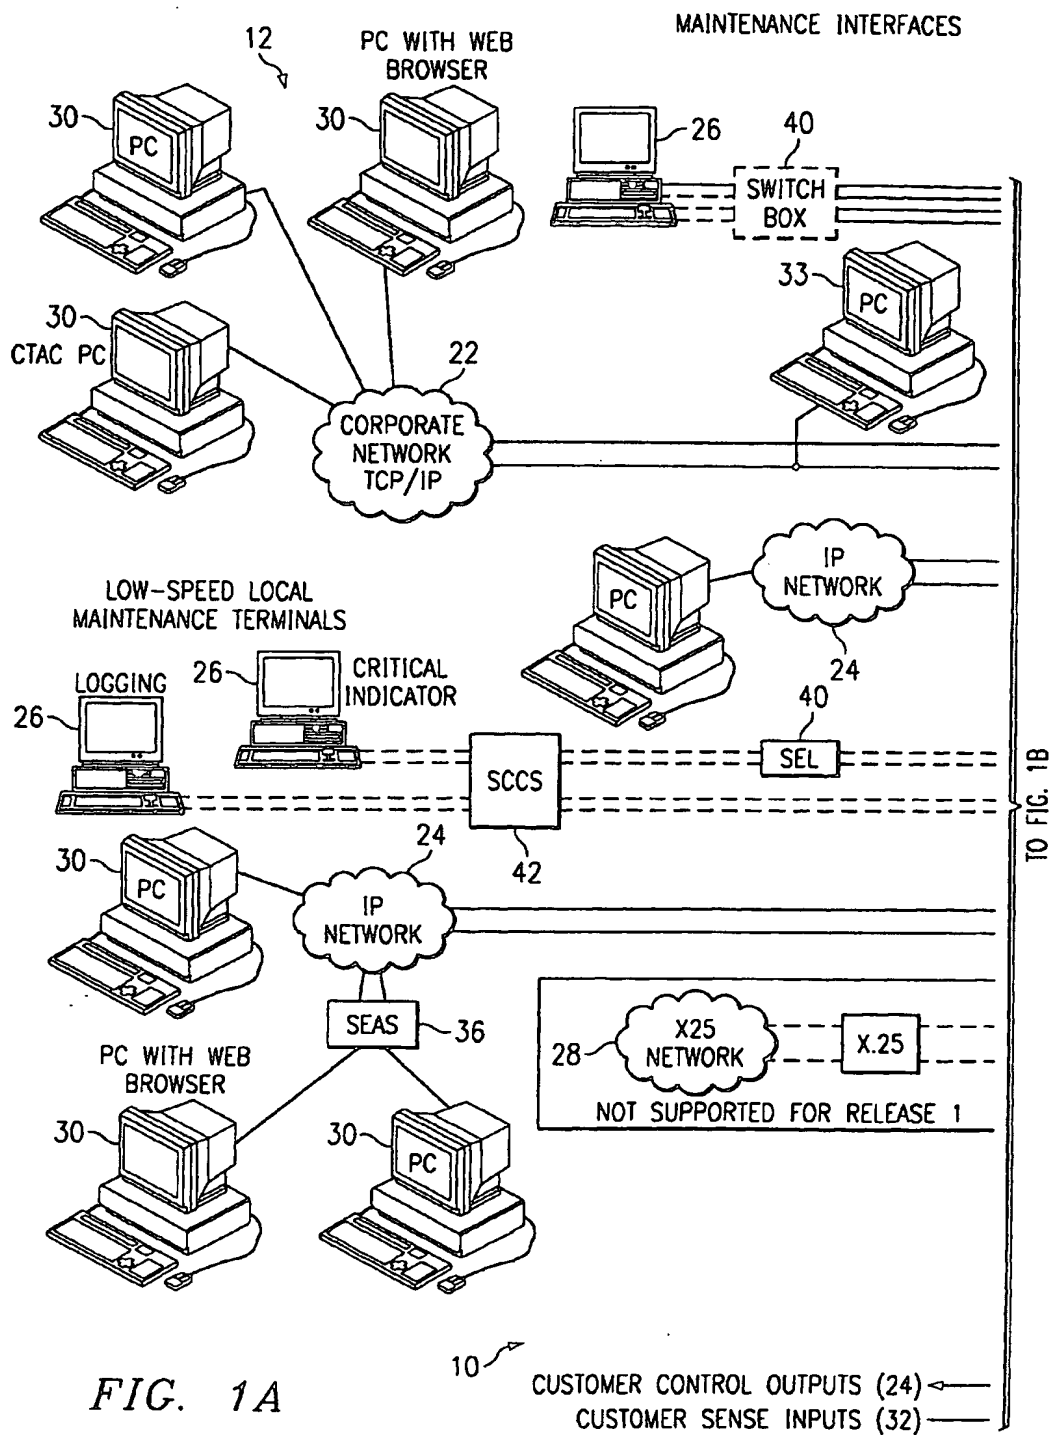 MAINTENANCE INTERFACES
12
PC WITH WEB
BROWSER
30
PC
30
26
40
SWITCH
BOX
33
PC
30
CTAC PC
22
CORPORATE
NETWORK
TCP/IP
IP
NETWORK
24
PC
LOW-SPEED LOCAL
MAINTENANCE TERMINALS
LOGGING
26
26
CRITICAL
INDICATOR
40
SEL
SCCS
42
TO FIG. 1B
30
PC
24
IP
NETWORK
SEAS
36
28
X25
NETWORK
X.25
NOT SUPPORTED FOR RELEASE 1
PC WITH WEB
BROWSER
30
30
PC
10
FIG. 1A
CUSTOMER CONTROL OUTPUTS (24)
CUSTOMER SENSE INPUTS (32)